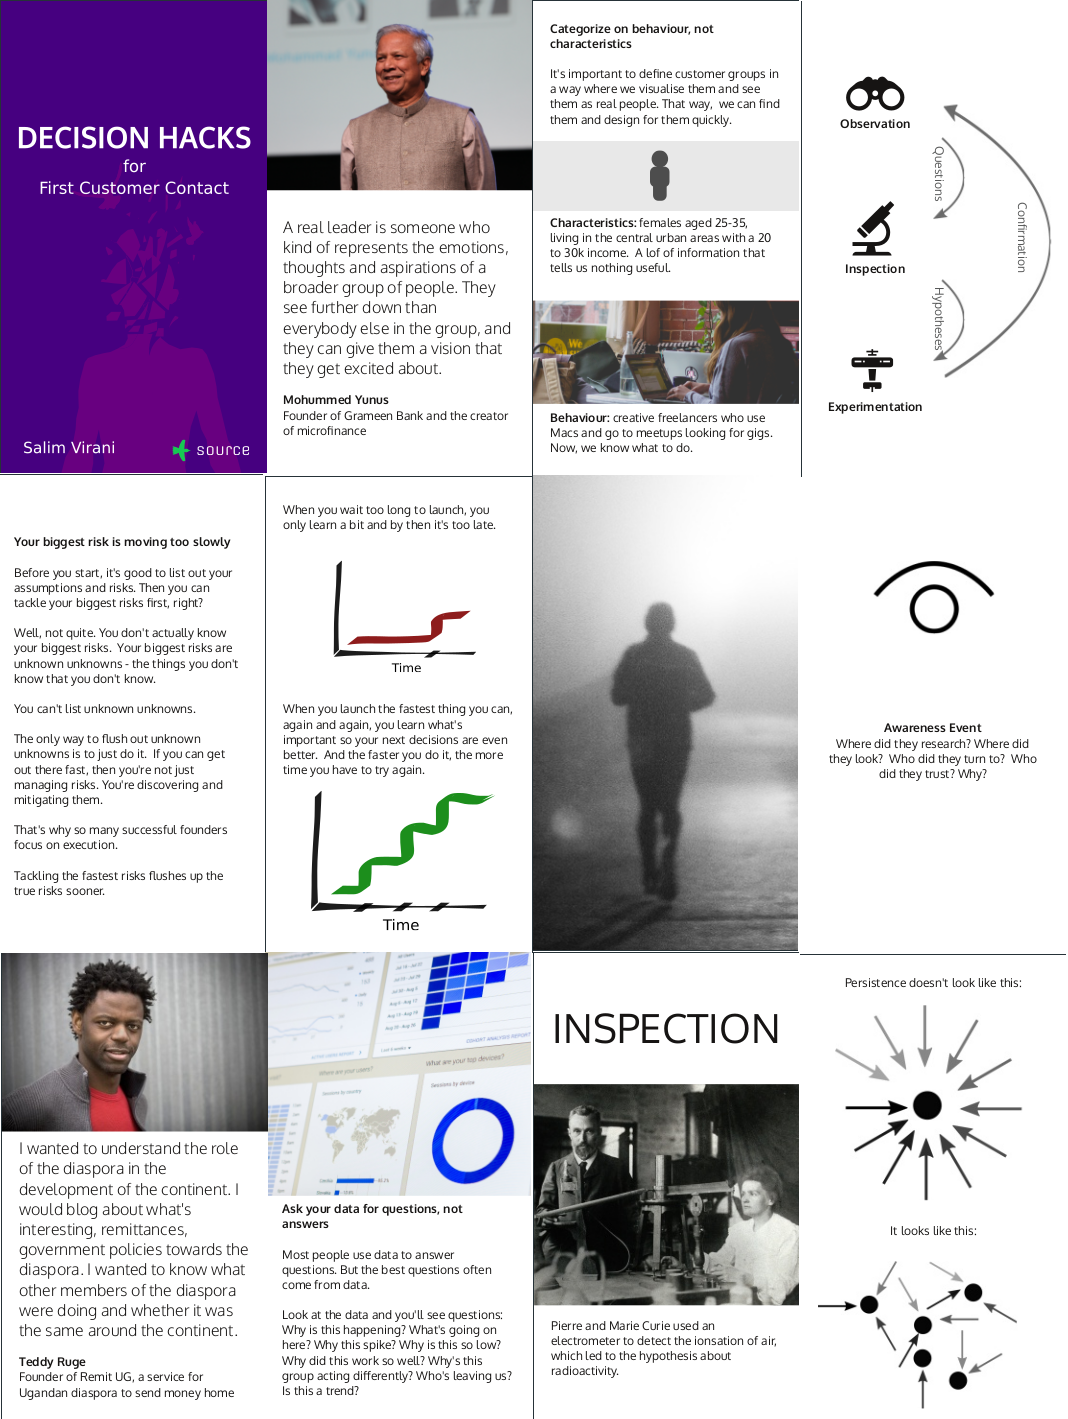 DECISION HACKS
for
First Customer Contact
Salim Virani
source
A real leader is someone who
kind of represents the emotions,
thoughts and aspirations of a
broader group of people. They
see further down than
everybody else in the group, and
they can give them a vision that
they get excited about.
Mohummed Yunus
Founder of Grameen Bank and the creator
of microfinance
Categorize on behaviour, not
characteristics
It's important to define customer groups in
a way where we visualise them and see
them as real people. That way,  we can find
them and design for them quickly.
Characteristics: females aged 25-35,
living in the central urban areas with a 20
to 30k income.  A lof of information that
tells us nothing useful.
Behaviour: creative freelancers who use
Macs and go to meetups looking for gigs.
Now, we know what to do.
Observation
Questions
Confirmation
Inspection
Hypotheses
Experimentation
Your biggest risk is moving too slowly
Before you start, it's good to list out your
assumptions and risks. Then you can
tackle your biggest risks first, right?
Well, not quite. You don't actually know
your biggest risks.  Your biggest risks are
unknown unknowns - the things you don't
know that you don't know.
You can't list unknown unknowns.
The only way to flush out unknown
unknowns is to just do it.  If you can get
out there fast, then you're not just
managing risks. You're discovering and
mitigating them.
That's why so many successful founders
focus on execution.
Tackling the fastest risks flushes up the
true risks sooner.
When you wait too long to launch, you
only learn a bit and by then it's too late.
Time
When you launch the fastest thing you can,
again and again, you learn what's
important so your next decisions are even
better.  And the faster you do it, the more
time you have to try again.
Time
Awareness Event
Where did they research? Where did
they look?  Who did they turn to?  Who
did they trust? Why?
I wanted to understand the role
of the diaspora in the
development of the continent. I
would blog about what's
interesting, remittances,
government policies towards the
diaspora. I wanted to know what
other members of the diaspora
were doing and whether it was
the same around the continent.
Teddy Ruge
Founder of Remit UG, a service for
Ugandan diaspora to send money home
COHORT ANALYSIS REPORT
Where are your users?
What are your top devices?
Sessions by country
Sessions by device
Ask your data for questions, not
answers
Most people use data to answer
questions. But the best questions often
come from data.
Look at the data and you'll see questions:
Why is this happening? What's going on
here? Why this spike? Why is this so low?
Why did this work so well? Why's this
group acting differently? Who's leaving us?
Is this a trend?
INSPECTION
Pierre and Marie Curie used an
electrometer to detect the ionsation of air,
which led to the hypothesis about
radioactivity.
Persistence doesn't look like this:
It looks like this: